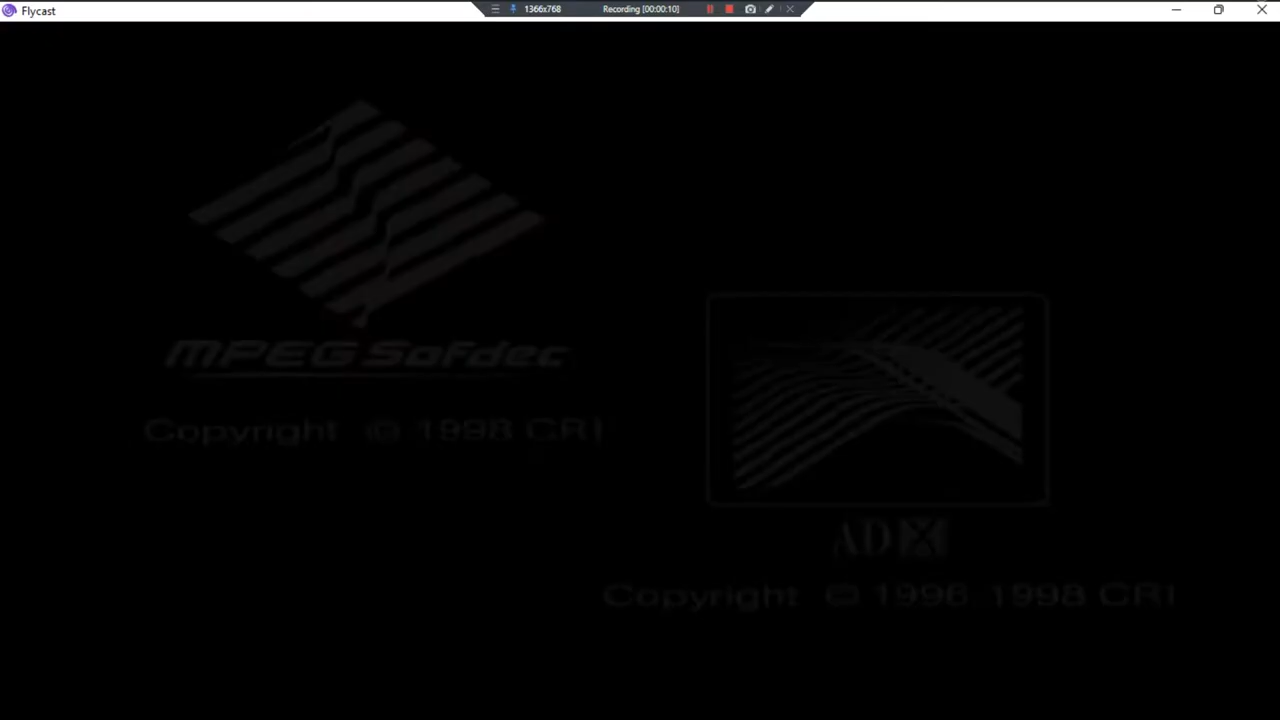 Flycast
1366x768
Recording [00:00:10]
MPEG Sofdec
Copyright © 1998 CRI
ADX
Copyright © 1996, 1998 CRI